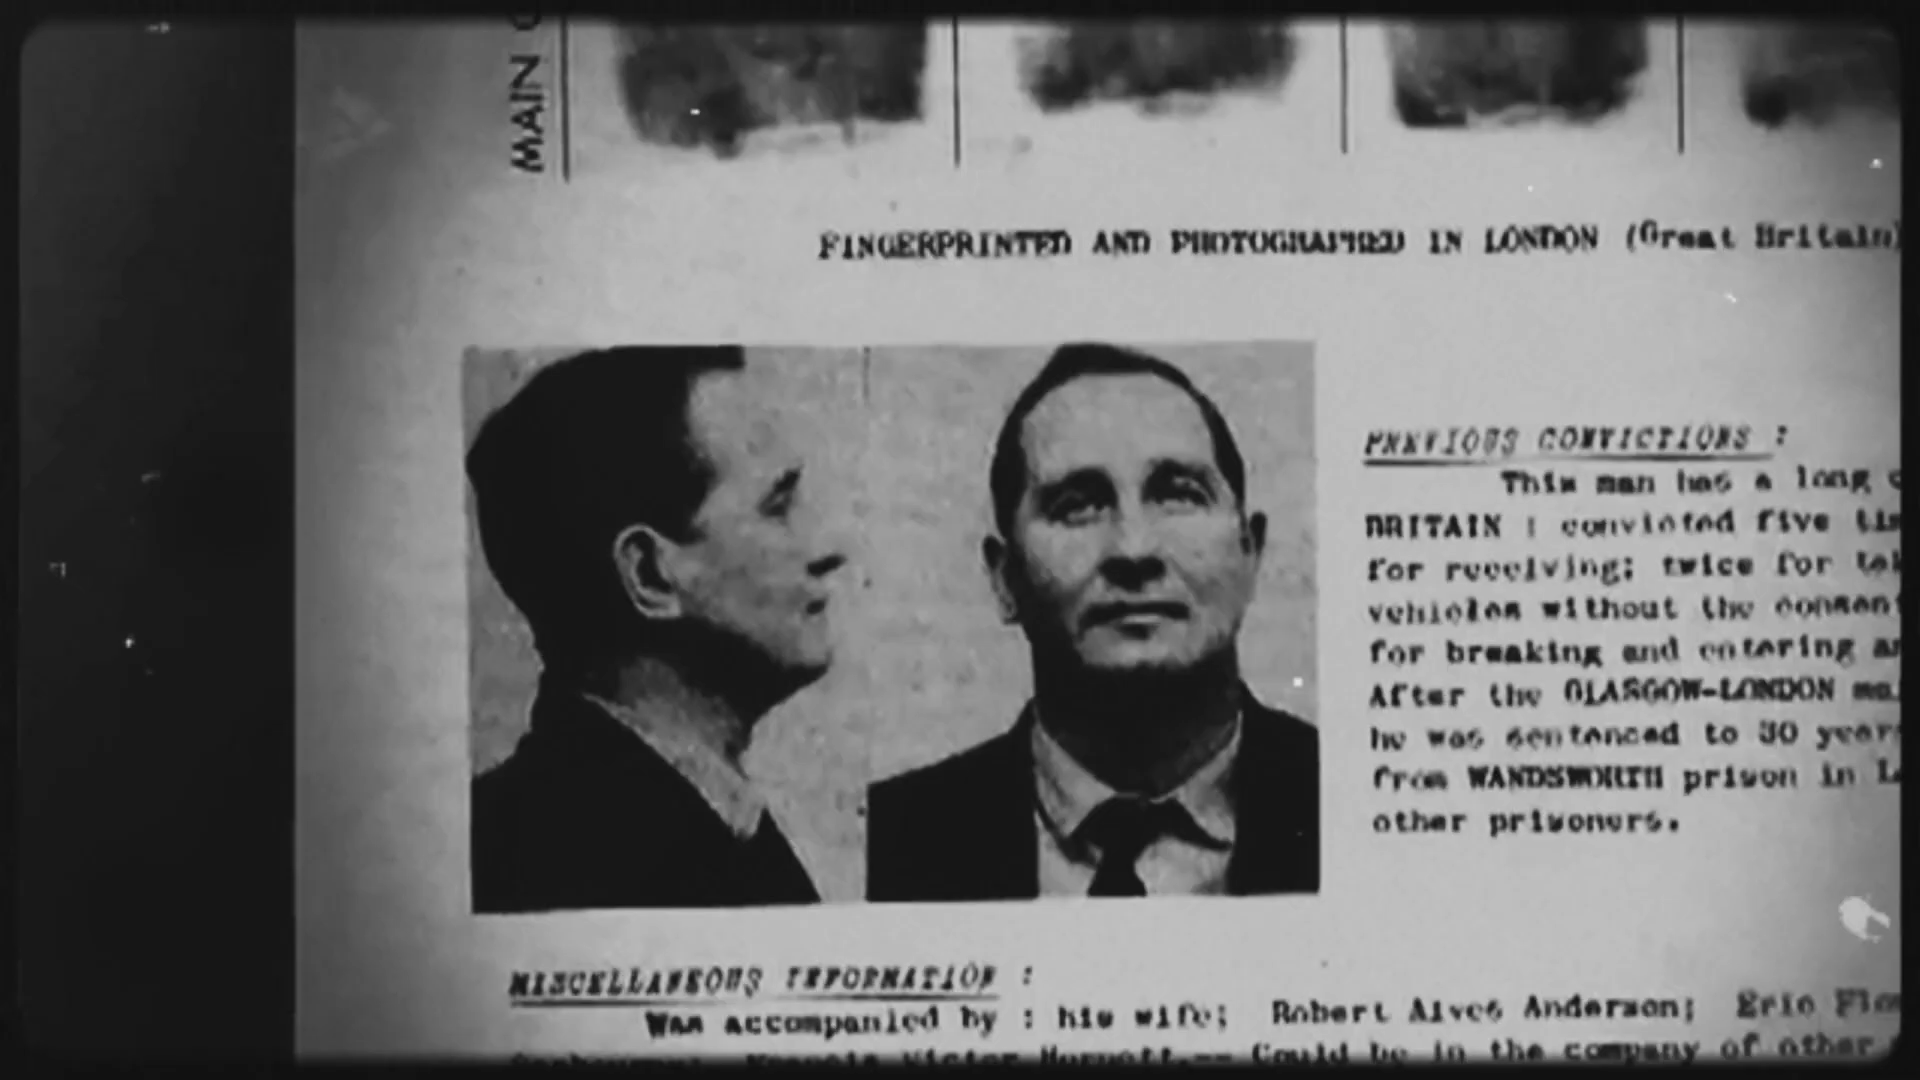 MAIN
FINGERPRINTED AND PHOTOGRAPHED IN LONDON (Great Britain)
PREVIOUS CONVICTIONS :
This man has a long
BRITAIN : convicted five
for receiving; twice for
vehicles without the
for breaking and entering
After the GLASGOW-LONDON
he was sentenced to 30
from WANDSWORTH prison in
other prisoners.
MISCELLANEOUS INFORMATION :
Was accompanied by : his wife; Robert Alves Anderson; Eric
Could be in the company of other